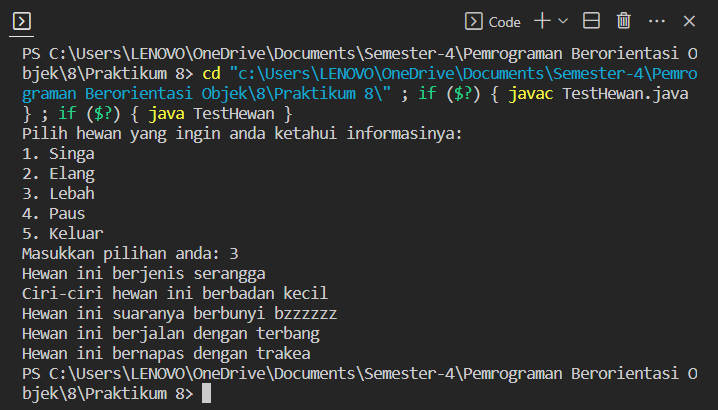 Code
PS C:\Users\LENOVO\OneDrive\Documents\Semester-4\Pemrograman Berorientasi O
bjek\8\Praktikum 8> cd "c:\Users\LENOVO\OneDrive\Documents\Semester-4\Pemro
graman Berorientasi Objek\8\Praktikum 8\" ; if ($?) { javac TestHewan.java
} ; if ($?) { java TestHewan }
Pilih hewan yang ingin anda ketahui informasinya:
1. Singa
2. Elang
3. Lebah
4. Paus
5. Keluar
Masukkan pilihan anda: 3
Hewan ini berjenis serangga
Ciri-ciri hewan ini berbadan kecil
Hewan ini suaranya berbunyi bzzzzzz
Hewan ini berjalan dengan terbang
Hewan ini bernapas dengan trakea
PS C:\Users\LENOVO\OneDrive\Documents\Semester-4\Pemrograman Berorientasi O
bjek\8\Praktikum 8>